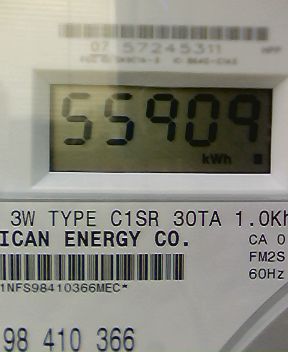 07 57245311
55909
kWh
3W TYPE C1SR 30TA 1.0Kh
ICAN ENERGY CO.
CA 0
FM2S
60Hz
1NFS98410366MEC*
98 410 366